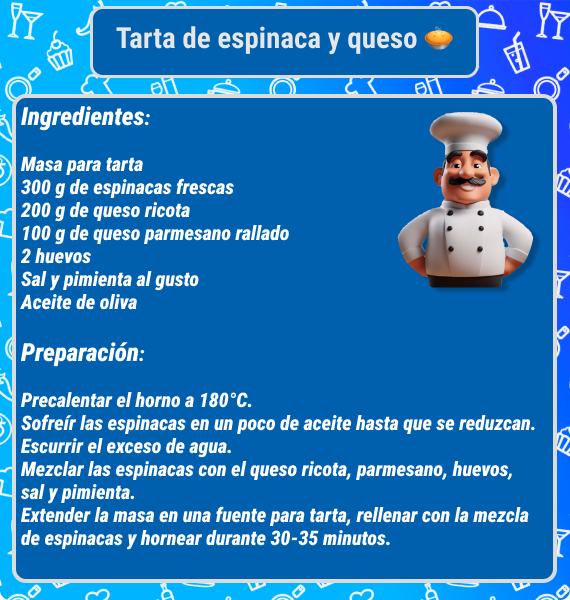 Tarta de espinaca y queso 🥧
Ingredientes:
Masa para tarta
300 g de espinacas frescas
200 g de queso ricota
100 g de queso parmesano rallado
2 huevos
Sal y pimienta al gusto
Aceite de oliva
Preparación:
Precalentar el horno a 180°C.
Sofreír las espinacas en un poco de aceite hasta que se reduzcan.
Escurrir el exceso de agua.
Mezclar las espinacas con el queso ricota, parmesano, huevos,
sal y pimienta.
Extender la masa en una fuente para tarta, rellenar con la mezcla
de espinacas y hornear durante 30-35 minutos.